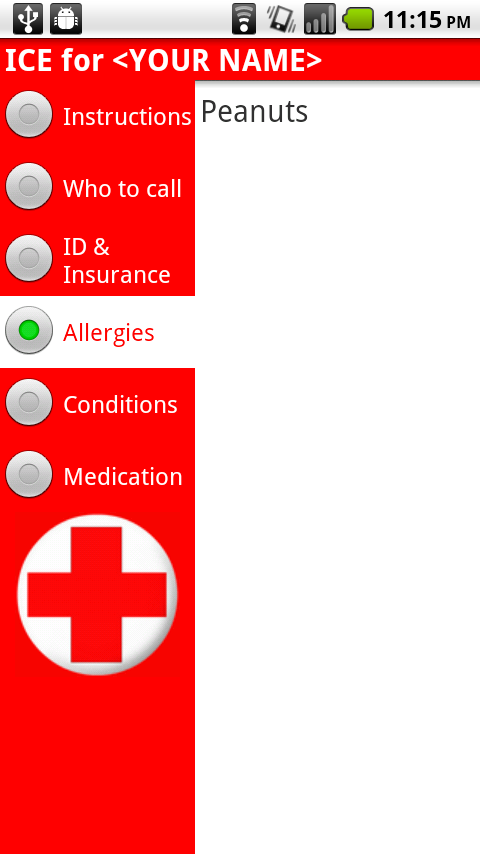 11:15 PM
ICE for <YOUR NAME>
Instructions
Who to call
ID &
Insurance
Allergies
Conditions
Medication
Peanuts